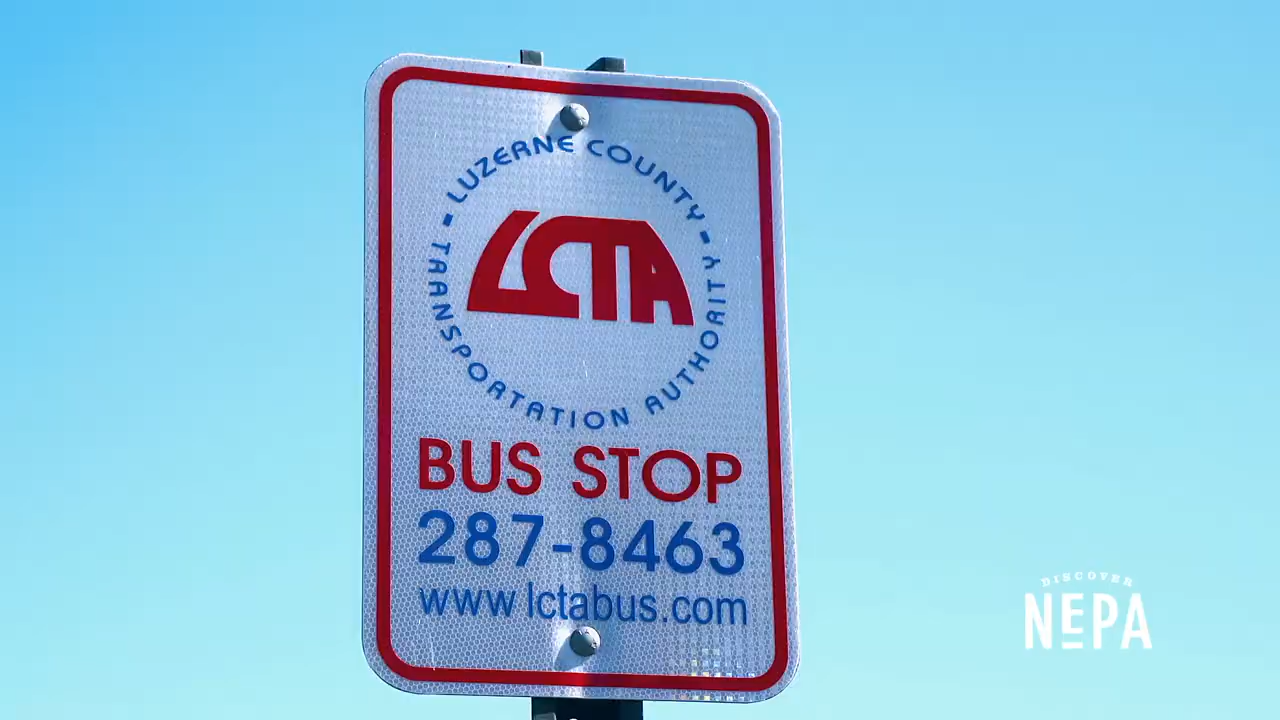 LUZERNE COUNTY
LCTA
TRANSPORTATION AUTHORITY
BUS STOP
287-8463
www.lctabus.com
DISCOVER
NEPA